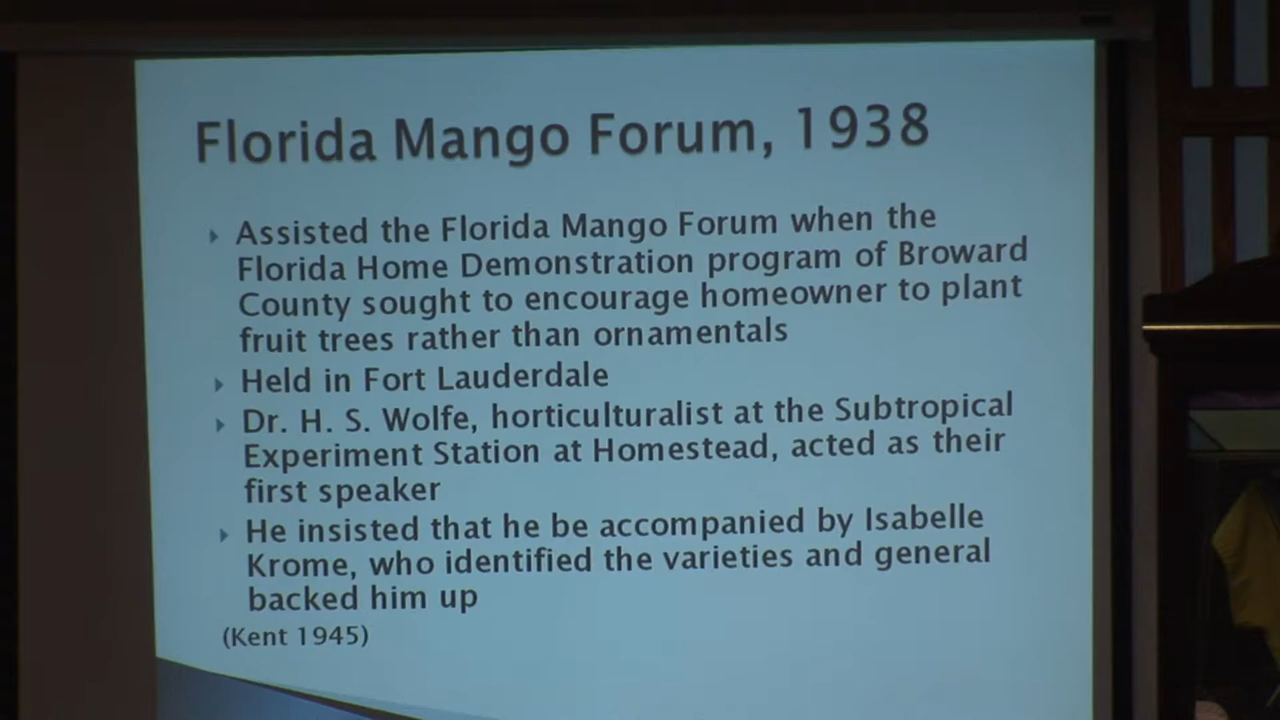 Florida Mango Forum, 1938
Assisted the Florida Mango Forum when the
Florida Home Demonstration program of Broward
County sought to encourage homeowner to plant
fruit trees rather than ornamentals
Held in Fort Lauderdale
Dr. H. S. Wolfe, horticulturalist at the Subtropical
Experiment Station at Homestead, acted as their
first speaker
He insisted that he be accompanied by Isabelle
Krome, who identified the varieties and general
backed him up
(Kent 1945)